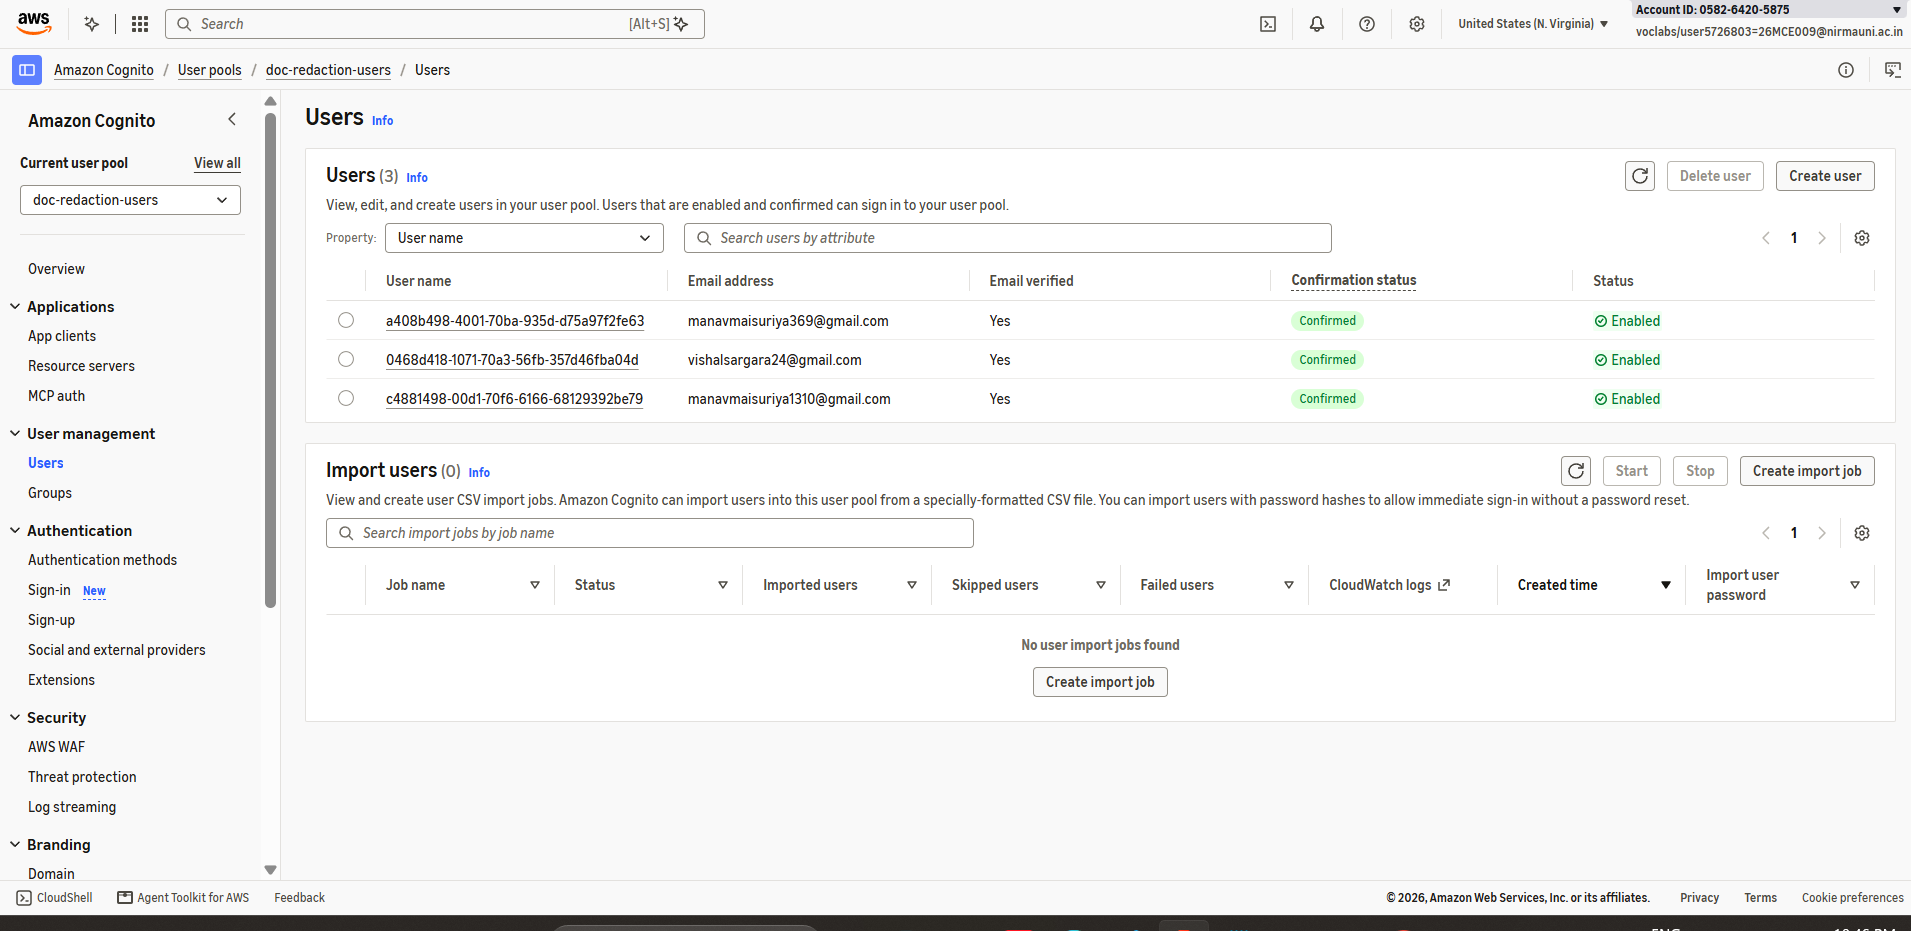 aws
Search [Alt+S]
United States (N. Virginia)
Account ID: 0582-6420-5875
voclabs/user5726803=26MCE009@nirmauni.ac.in
Amazon Cognito / User pools / doc-redaction-users / Users
Amazon Cognito
Current user pool View all
doc-redaction-users
Overview
Applications
App clients
Resource servers
MCP auth
User management
Users
Groups
Authentication
Authentication methods
Sign-in New
Sign-up
Social and external providers
Extensions
Security
AWS WAF
Threat protection
Log streaming
Branding
Domain
Users Info
Users (3) Info
Delete user
Create user
View, edit, and create users in your user pool. Users that are enabled and confirmed can sign in to your user pool.
Property: User name
Search users by attribute
1
User name Email address Email verified Confirmation status Status
a408b498-4001-70ba-935d-d75a97f2fe63 manavmaisuriya369@gmail.com Yes Confirmed Enabled
0468d418-1071-70a3-56fb-357d46fba04d vishalsargara24@gmail.com Yes Confirmed Enabled
c4881498-00d1-70f6-6166-68129392be79 manavmaisuriya1310@gmail.com Yes Confirmed Enabled
Import users (0) Info
Start
Stop
Create import job
View and create user CSV import jobs. Amazon Cognito can import users into this user pool from a specially-formatted CSV file. You can import users with password hashes to allow immediate sign-in without a password reset.
Search import jobs by job name
1
Job name Status Imported users Skipped users Failed users CloudWatch logs Created time Import user password
No user import jobs found
Create import job
CloudShell Agent Toolkit for AWS Feedback
© 2026, Amazon Web Services, Inc. or its affiliates. Privacy Terms Cookie preferences